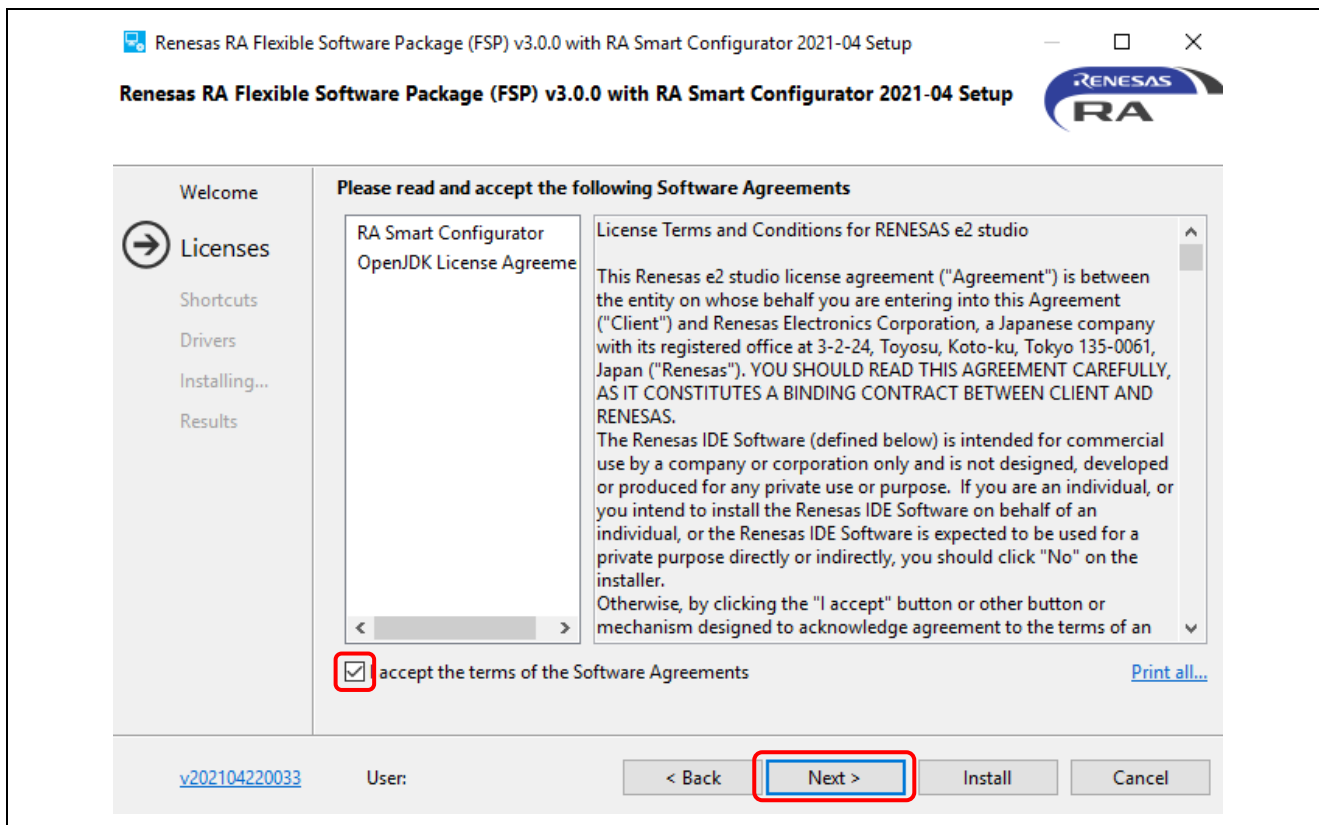 Renesas RA Flexible Software Package (FSP) v3.0.0 with RA Smart Configurator 2021-04 Setup
Renesas RA Flexible Software Package (FSP) v3.0.0 with RA Smart Configurator 2021-04 Setup
RENESAS
RA
Welcome
Licenses
Shortcuts
Drivers
Installing...
Results
Please read and accept the following Software Agreements
RA Smart Configurator
OpenJDK License Agreeme
License Terms and Conditions for RENESAS e2 studio
This Renesas e2 studio license agreement ("Agreement") is between
the entity on whose behalf you are entering into this Agreement
("Client") and Renesas Electronics Corporation, a Japanese company
with its registered office at 3-2-24, Toyosu, Koto-ku, Tokyo 135-0061,
Japan ("Renesas"). YOU SHOULD READ THIS AGREEMENT CAREFULLY,
AS IT CONSTITUTES A BINDING CONTRACT BETWEEN CLIENT AND
RENESAS.
The Renesas IDE Software (defined below) is intended for commercial
use by a company or corporation only and is not designed, developed
or produced for any private use or purpose.  If you are an individual, or
you intend to install the Renesas IDE Software on behalf of an
individual, or the Renesas IDE Software is expected to be used for a
private purpose directly or indirectly, you should click "No" on the
installer.
Otherwise, by clicking the "I accept" button or other button or
mechanism designed to acknowledge agreement to the terms of an
I accept the terms of the Software Agreements
Print all...
v202104220033
User:
< Back
Next >
Install
Cancel